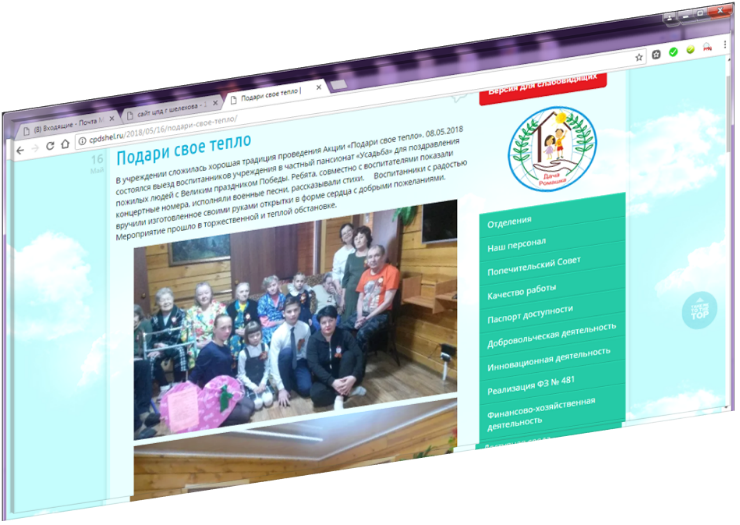 (8) Входящие - Почта M
сайт цпд г шелехова -
Подари свое тепло |
cpdshel.ru/2018/05/16/подари-свое-тепло/
Версия для слабовидящих
16
Май
Подари свое тепло
В учреждении сложилась хорошая традиция проведения Акции «Подари свое тепло». 08.05.2018
состоялся выезд воспитанников учреждения в частный пансионат «Усадьба» для поздравления
пожилых людей с Великим праздником Победы. Ребята, совместно с воспитателями показали
концертные номера, исполняли военные песни, рассказывали стихи. Воспитанники с радостью
вручили изготовленное своими руками открытки в форме сердца с добрыми пожеланиями.
Мероприятие прошло в торжественной и теплой обстановке.
Дача
Ромашка
Отделения
Наш персонал
Попечительский Совет
Качество работы
Паспорт доступности
Добровольческая деятельность
Инновационная деятельность
Реализация ФЗ № 481
Финансово-хозяйственная
деятельность
TOP